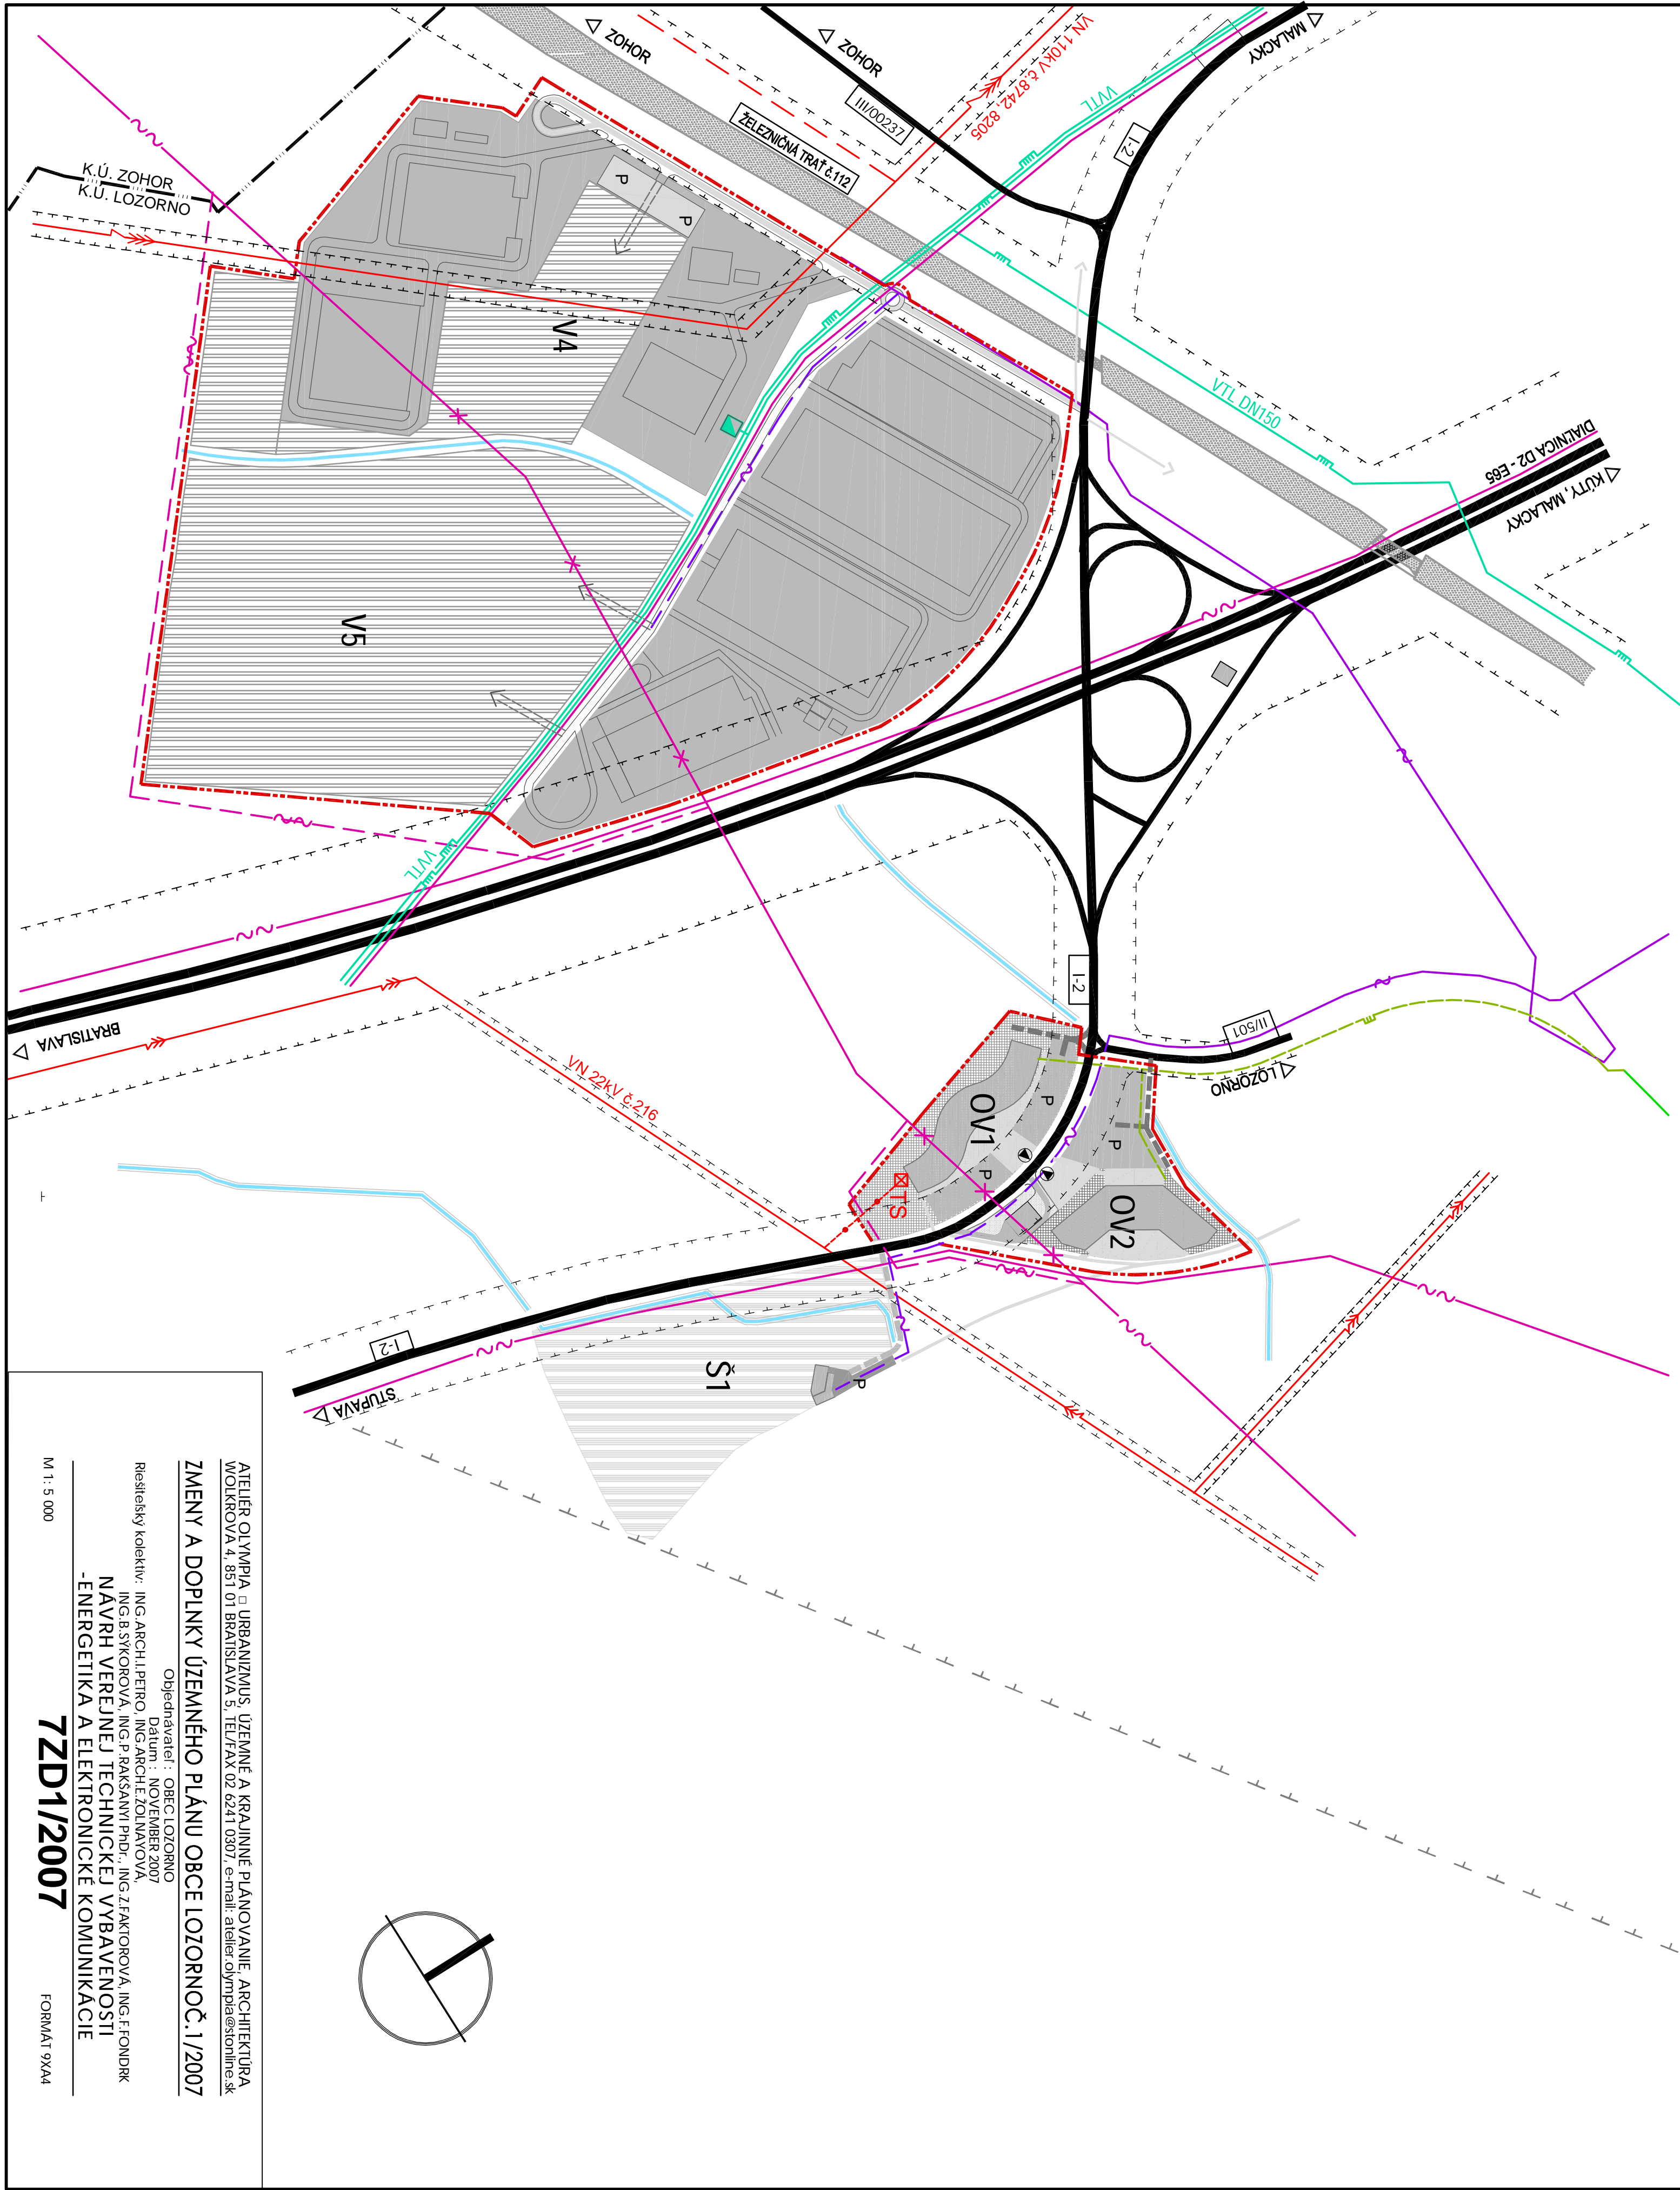 ZOHOR
ZOHOR
MALACKY
III/00237
VN 110kV č.8742, 8205
VVTL
I-2
ŽELEZNIČNÁ TRAŤ č.112
K.Ú. ZOHOR
K.Ú. LOZORNO
P
P
V4
VTL DN150
DIAĽNICA D2 - E65
KÚTY, MALACKY
V5
VVTL
BRATISLAVA
I-2
II/501
LOZORNO
VN 22kV č.216
OV1
P
P
P
OV2
TS
I-2
STUPAVA
Š1
P
ATELIÉR OLYMPIA □ URBANIZMUS, ÚZEMNÉ A KRAJINNÉ PLÁNOVANIE, ARCHITEKTÚRA
WOLKROVA 4, 851 01 BRATISLAVA 5, TEL/FAX 02 6241 0307, e-mail: atelier.olympia@stonline.sk
ZMENY A DOPLNKY ÚZEMNÉHO PLÁNU OBCE LOZORNOČ.1/2007
Objednávateľ : OBEC LOZORNO
Dátum : NOVEMBER 2007
Riešiteľský kolektív: ING.ARCH.I.PETRO, ING.ARCH.E.ŽOLNAYOVÁ,
ING.B.SÝKOROVÁ, ING.P.RAKŠANYI PhDr., ING.Z.FAKTOROVÁ, ING.F.FONDRK
NÁVRH VEREJNEJ TECHNICKEJ VYBAVENOSTI
-ENERGETIKA A ELEKTRONICKÉ KOMUNIKÁCIE
M 1: 5 000
7ZD1/2007
FORMÁT 9XA4